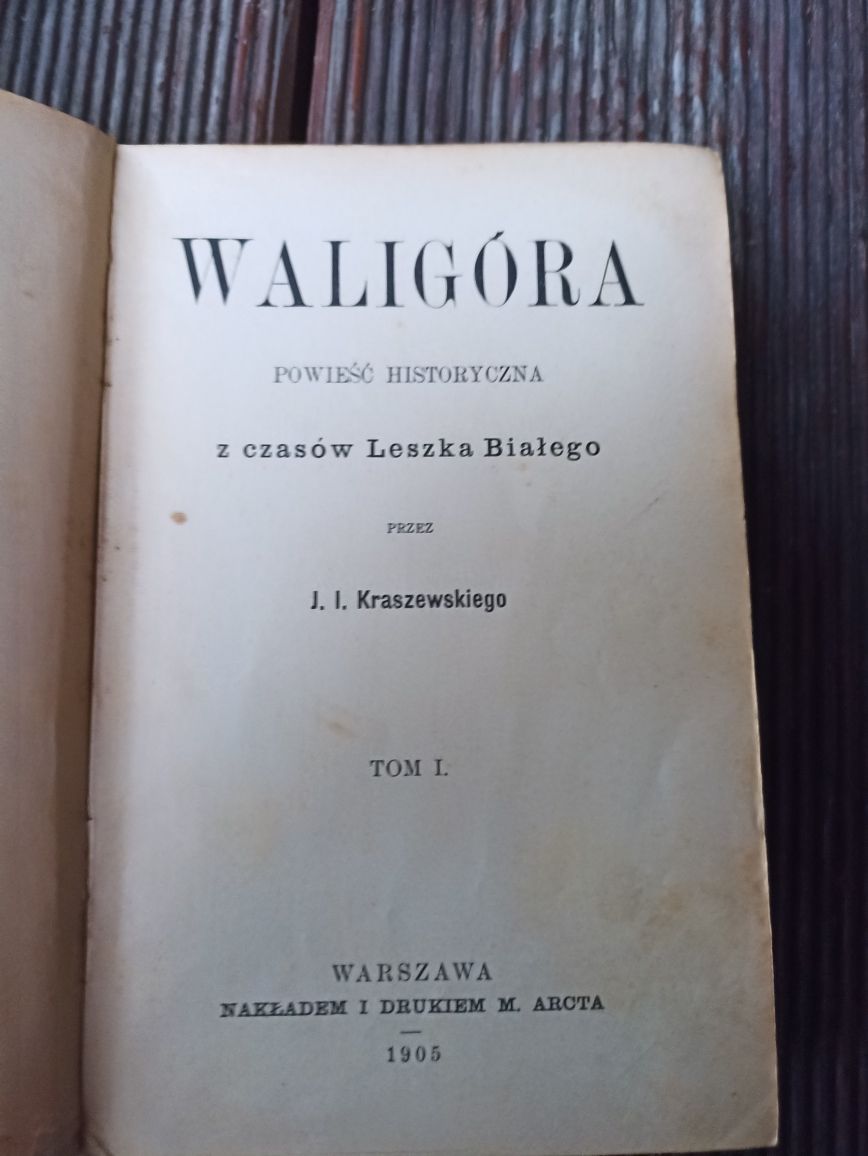 WALIGÓRA
POWIEŚĆ HISTORYCZNA
z czasów Leszka Białego
PRZEZ
J. I. Kraszewskiego
TOM I.
WARSZAWA
NAKŁADEM I DRUKIEM M. ARCTA
—
1905